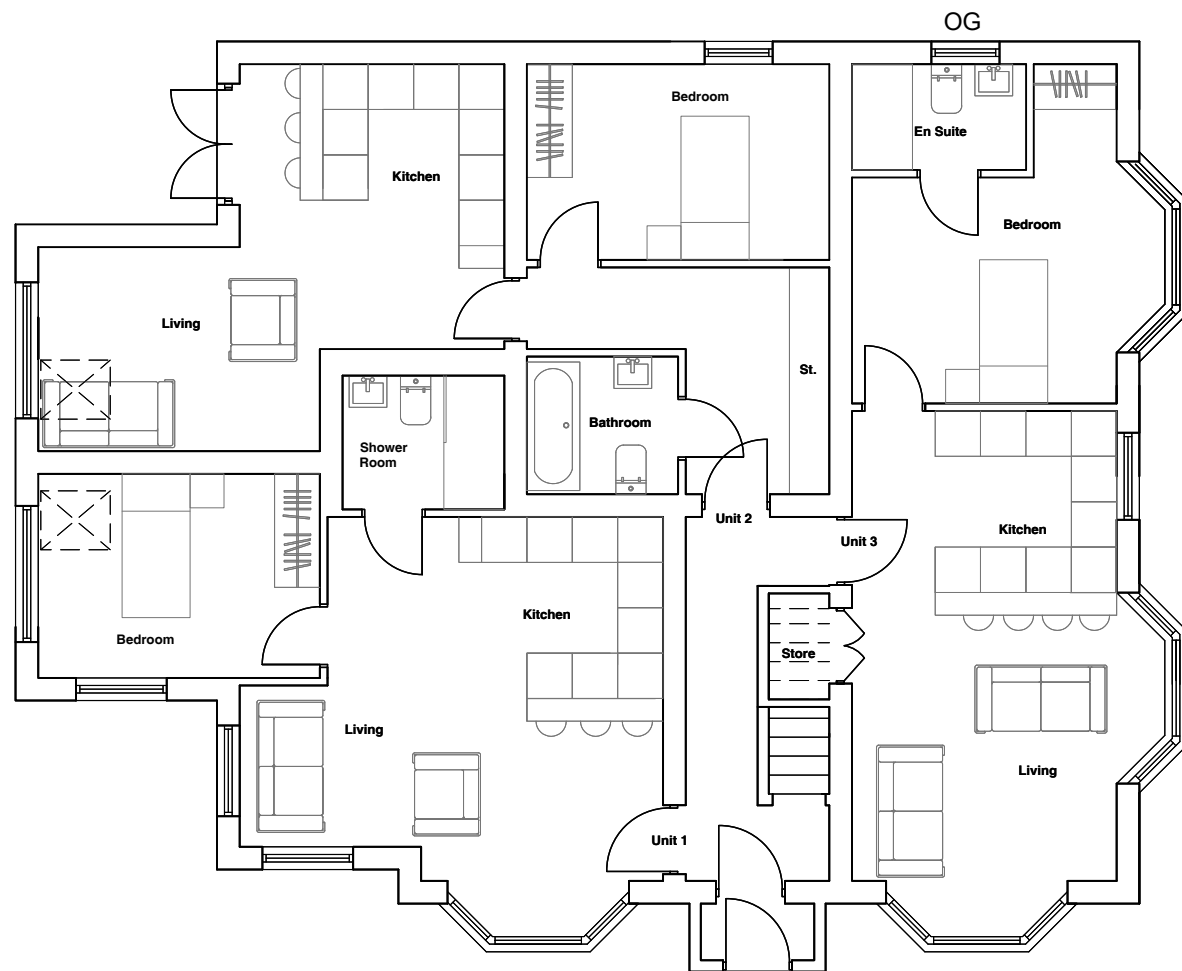 OG
Bedroom
En Suite
Kitchen
Bedroom
Living
St.
Bathroom
Shower
Room
Unit 2
Kitchen
Unit 3
Kitchen
Bedroom
Store
Living
Living
Unit 1